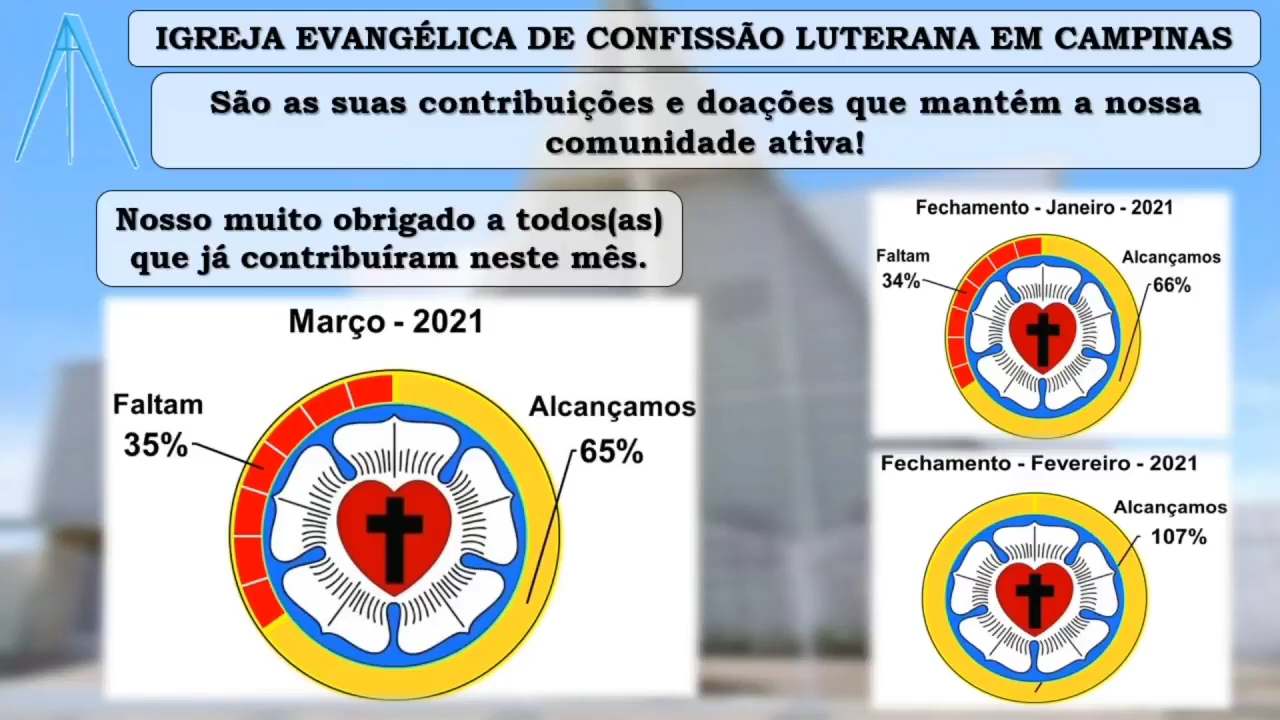 IGREJA EVANGÉLICA DE CONFISSÃO LUTERANA EM CAMPINAS
São as suas contribuições e doações que mantém a nossa
comunidade ativa!
Nosso muito obrigado a todos(as)
que já contribuíram neste mês.
Março - 2021
Faltam
35%
Alcançamos
65%
Fechamento - Janeiro - 2021
Faltam
34%
Alcançamos
66%
Fechamento - Fevereiro - 2021
Alcançamos
107%